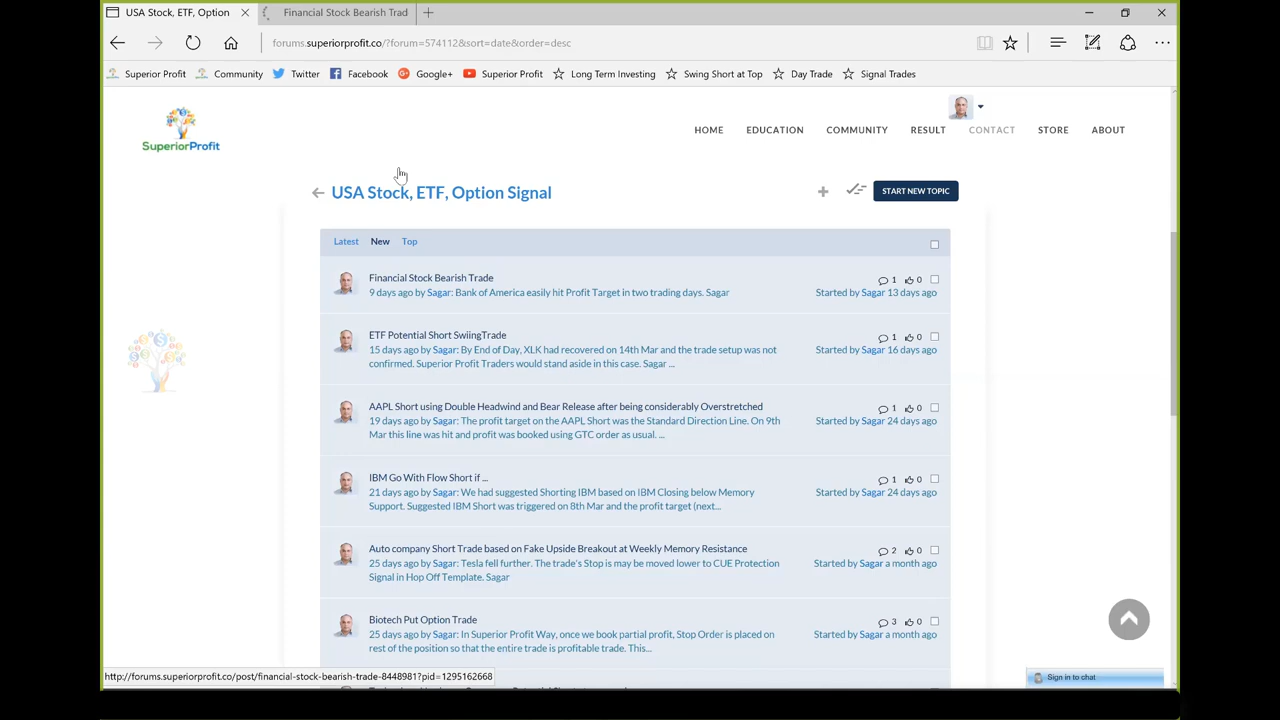 USA Stock, ETF, Option
Financial Stock Bearish Trad
forums.superiorprofit.co/?forum=574112&sort=date&order=desc
Superior Profit
Community
Twitter
Facebook
Google+
Superior Profit
Long Term Investing
Swing Short at Top
Day Trade
Signal Trades
SuperiorProfit
HOME
EDUCATION
COMMUNITY
RESULT
CONTACT
STORE
ABOUT
USA Stock, ETF, Option Signal
START NEW TOPIC
Latest New Top
Financial Stock Bearish Trade
1 0
9 days ago by Sagar: Bank of America easily hit Profit Target in two trading days. Sagar
Started by Sagar 13 days ago
ETF Potential Short SwiingTrade
1 0
15 days ago by Sagar: By End of Day, XLK had recovered on 14th Mar and the trade setup was not
confirmed. Superior Profit Traders would stand aside in this case. Sagar ...
Started by Sagar 16 days ago
AAPL Short using Double Headwind and Bear Release after being considerably Overstretched
1 0
19 days ago by Sagar: The profit target on the AAPL Short was the Standard Direction Line. On 9th
Mar this line was hit and profit was booked using GTC order as usual. ...
Started by Sagar 24 days ago
IBM Go With Flow Short if ...
1 0
21 days ago by Sagar: We had suggested Shorting IBM based on IBM Closing below Memory
Support. Suggested IBM Short was triggered on 8th Mar and the profit target (next...
Started by Sagar 24 days ago
Auto company Short Trade based on Fake Upside Breakout at Weekly Memory Resistance
2 0
25 days ago by Sagar: Tesla fell further. The trade's Stop is may be moved lower to CUE Protection
Signal in Hop Off Template. Sagar
Started by Sagar a month ago
Biotech Put Option Trade
3 0
25 days ago by Sagar: In Superior Profit Way, once we book partial profit, Stop Order is placed on
rest of the position so that the entire trade is profitable trade. This...
Started by Sagar a month ago
http://forums.superiorprofit.co/post/financial-stock-bearish-trade-8448981?pid=1295162668
Sign in to chat